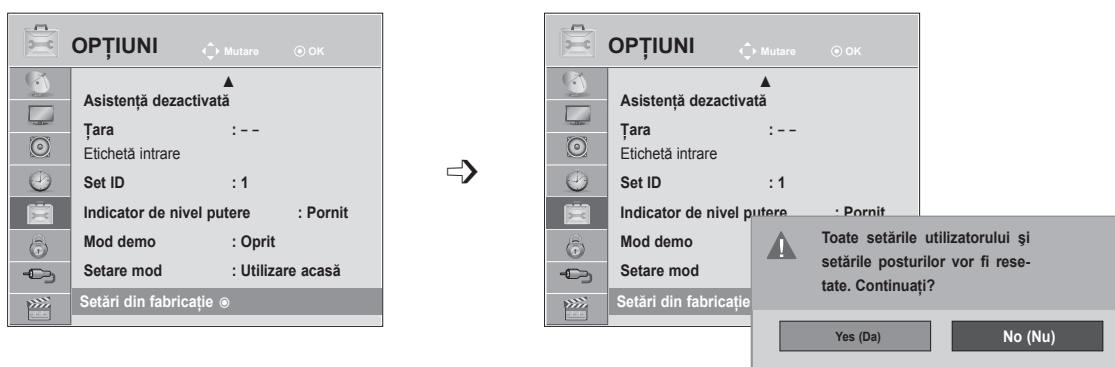 OPȚIUNI Mutare OK
Asistență dezactivată
Țara : – –
Etichetă intrare
Set ID : 1
Indicator de nivel putere : Pornit
Mod demo : Oprit
Setare mod : Utilizare acasă
Setări din fabricație
OPȚIUNI Mutare OK
Asistență dezactivată
Țara : – –
Etichetă intrare
Set ID : 1
Indicator de nivel putere : Pornit
Mod demo
Setare mod
Setări din fabricație
Toate setările utilizatorului şi
setările posturilor vor fi rese-
tate. Continuați?
Yes (Da) No (Nu)